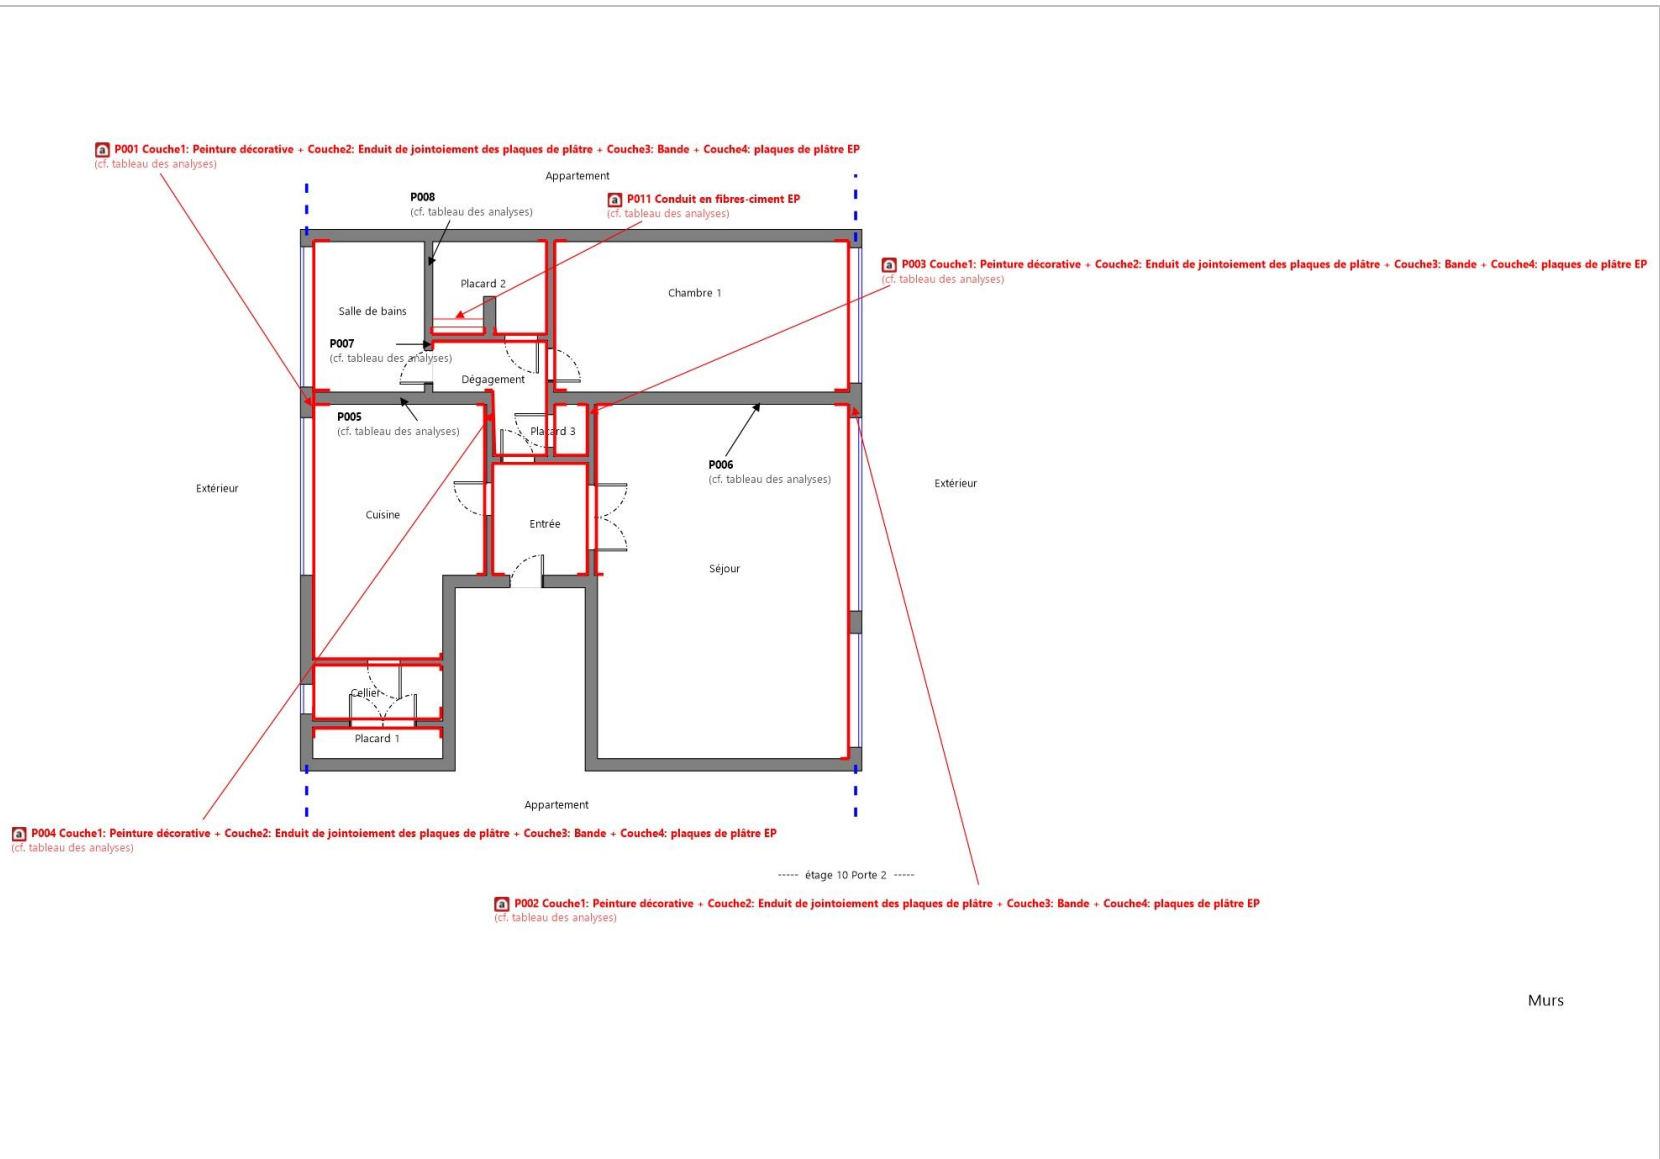 a P001 Couche1: Peinture décorative + Couche2: Enduit de jointoiement des plaques de plâtre + Couche3: Bande + Couche4: plaques de plâtre EP
(cf. tableau des analyses)
Appartement
P008
(cf. tableau des analyses)
a P011 Conduit en fibres-ciment EP
(cf. tableau des analyses)
a P003 Couche1: Peinture décorative + Couche2: Enduit de jointoiement des plaques de plâtre + Couche3: Bande + Couche4: plaques de plâtre EP
(cf. tableau des analyses)
Placard 2
Chambre 1
Salle de bains
P007
(cf. tableau des analyses)
Dégagement
P005
(cf. tableau des analyses)
Placard 3
P006
(cf. tableau des analyses)
Extérieur
Extérieur
Cuisine
Entrée
Séjour
Cellier
Placard 1
Appartement
a P004 Couche1: Peinture décorative + Couche2: Enduit de jointoiement des plaques de plâtre + Couche3: Bande + Couche4: plaques de plâtre EP
(cf. tableau des analyses)
----- étage 10 Porte 2 -----
a P002 Couche1: Peinture décorative + Couche2: Enduit de jointoiement des plaques de plâtre + Couche3: Bande + Couche4: plaques de plâtre EP
(cf. tableau des analyses)
Murs